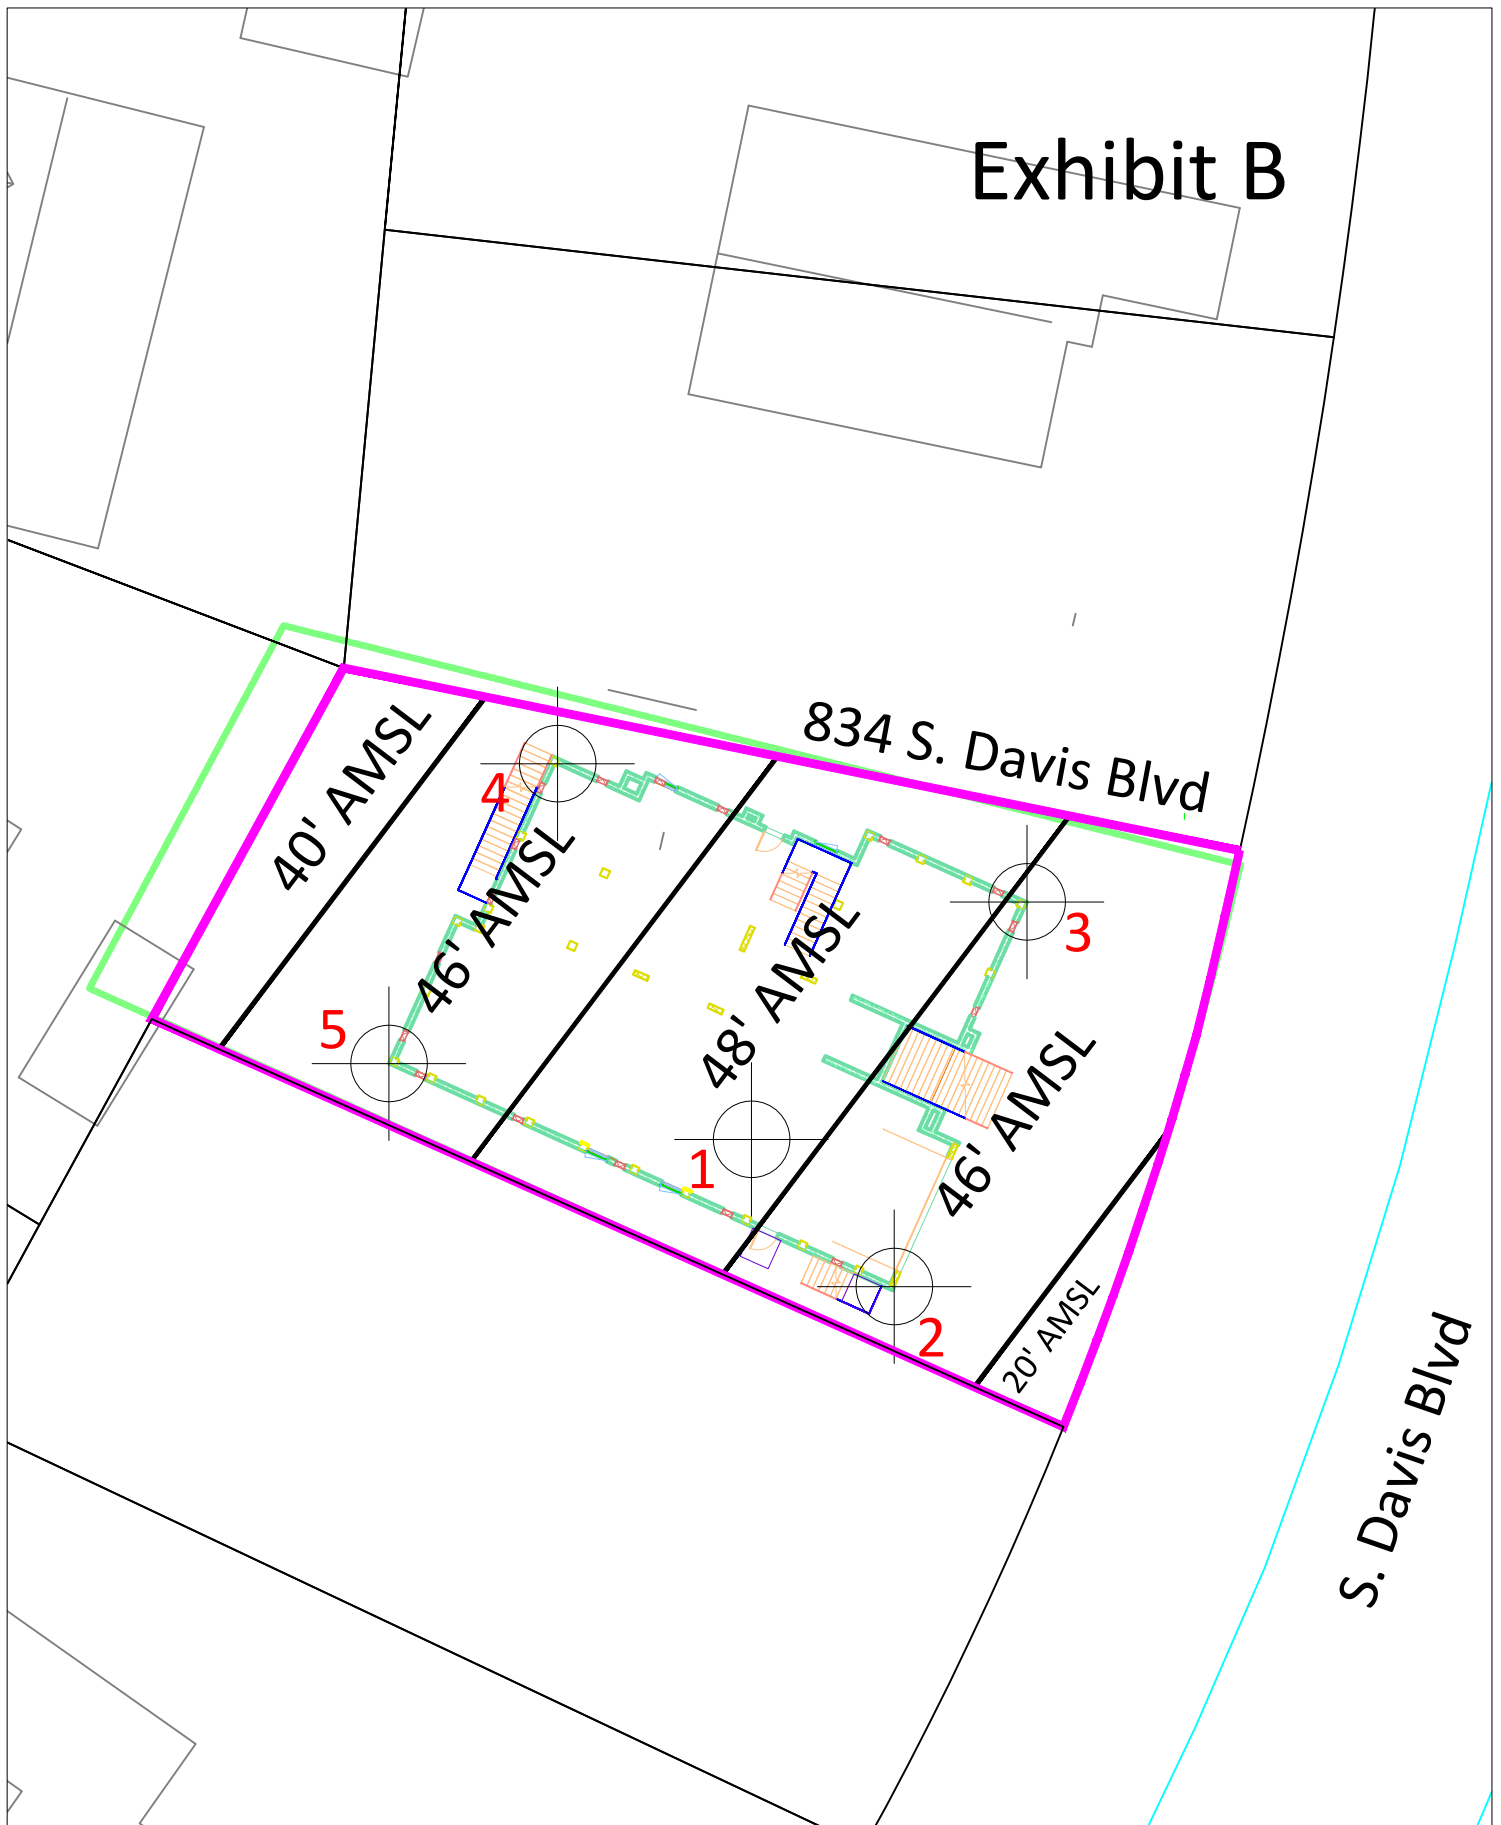 Exhibit B
834 S. Davis Blvd
40' AMSL
4
46' AMSL
3
48' AMSL
5
46' AMSL
1
20' AMSL
2
S. Davis Blvd